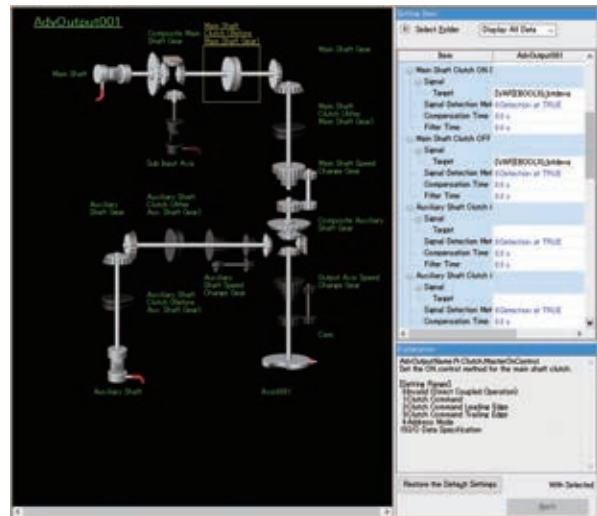 AdvOutput001
Composite Main
Shaft Gear
Main Shaft
Clutch (Before
Main Shaft Gear)
Main Shaft Gear
Main Shaft
Main Shaft
Clutch (After
Main Shaft Gear)
Sub Input Axis
Main Shaft Speed
Change Gear
Auxiliary
Shaft Gear
Auxiliary Shaft
Clutch (After
Aux. Shaft Gear)
Composite Auxiliary
Shaft Gear
Auxiliary Shaft
Clutch (Before
Aux. Shaft Gear)
Auxiliary
Shaft Speed
Change Gear
Output Axis Speed
Change Gear
Cam
Auxiliary Shaft
Axis0001
Setting Item
Select Folder
Display All Data
Item AdvOutput001
Main Shaft Clutch ON
Signal
Target
Signal Detection Met 0:Detection at TRUE
Compensation Time 0.0 s
Filter Time 0.0 s
Main Shaft Clutch OFF
Signal
Target
Signal Detection Met 0:Detection at TRUE
Compensation Time 0.0 s
Filter Time 0.0 s
Auxiliary Shaft Clutch
Signal
Target
Signal Detection Met 0:Detection at TRUE
Compensation Time 0.0 s
Filter Time 0.0 s
Auxiliary Shaft Clutch
Signal
Target
Signal Detection Met 0:Detection at TRUE
Compensation Time 0.0 s
Explanation
AdvOutputName.Pr.Clutch.MasterOnControl
Set the ON control method for the main shaft clutch.
[Setting Range]
0:Invalid (Direct Coupled Operation)
1:Clutch Command
2:Clutch Command Leading Edge
3:Clutch Command Trailing Edge
4:Address Mode
I/O Data Specification
Restore the Default Settings
With Selected